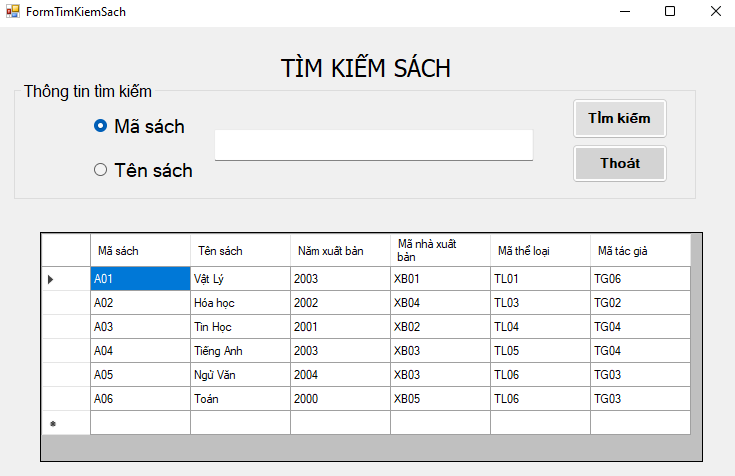 FormTimKiemSach
TÌM KIẾM SÁCH
Thông tin tìm kiếm
Mã sách
Tên sách
Tìm kiếm
Thoát
Mã sách Tên sách Năm xuất bản Mã nhà xuất bản Mã thể loại Mã tác giả
A01 Vật Lý 2003 XB01 TL01 TG06
A02 Hóa học 2002 XB04 TL03 TG02
A03 Tin Học 2001 XB02 TL04 TG04
A04 Tiếng Anh 2003 XB03 TL05 TG04
A05 Ngữ Văn 2004 XB03 TL06 TG03
A06 Toán 2000 XB05 TL06 TG03